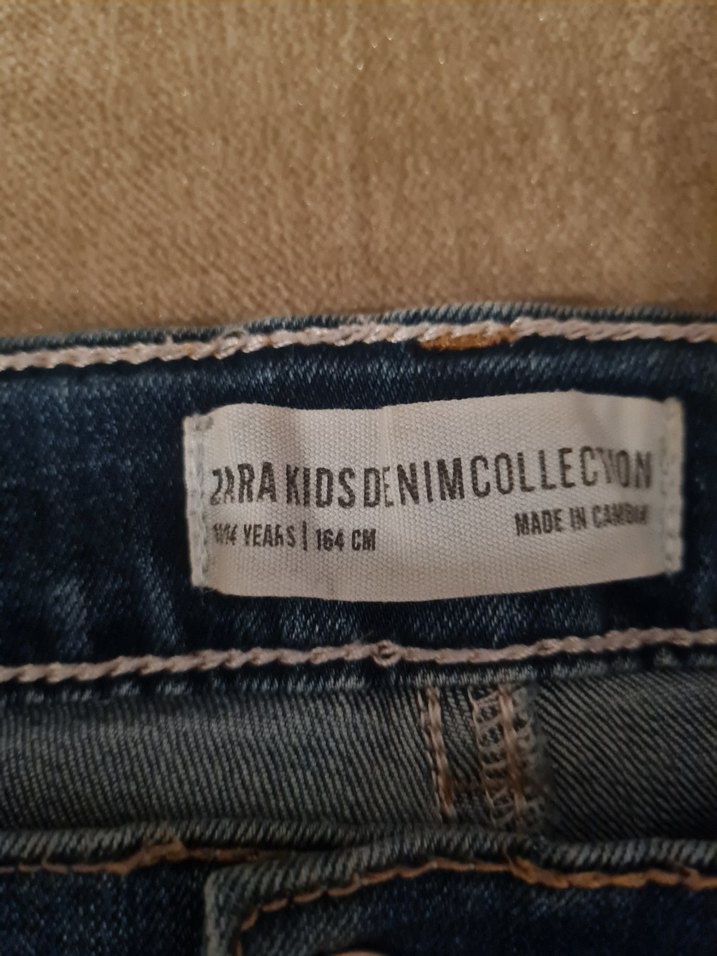 ZARA KIDS DENIM COLLECTION
YEARS | 164 CM MADE IN